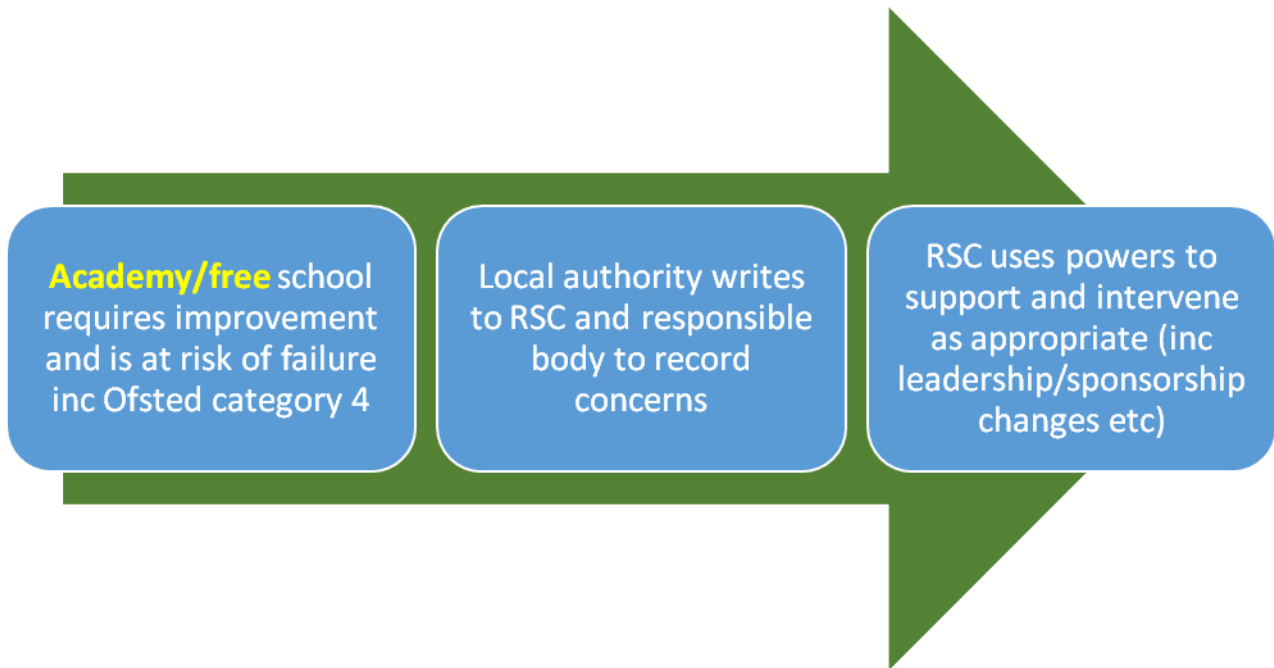 Academy/free school
requires improvement
and is at risk of failure
inc Ofsted category 4
Local authority writes
to RSC and responsible
body to record
concerns
RSC uses powers to
support and intervene
as appropriate (inc
leadership/sponsorship
changes etc)